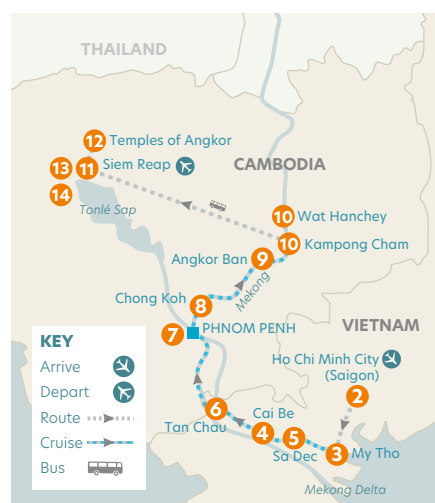 THAILAND
12 Temples of Angkor
13 11 Siem Reap
14
CAMBODIA
Tonlé Sap
10 Wat Hanchey
10 Kampong Cham
Angkor Ban 9
Mekong
Chong Koh 8
7 PHNOM PENH
VIETNAM
Ho Chi Minh City
(Saigon)
2
6
Tan Chau
Cai Be
4 5
Sa Dec
3 My Tho
Mekong Delta
KEY
Arrive
Depart
Route
Cruise
Bus